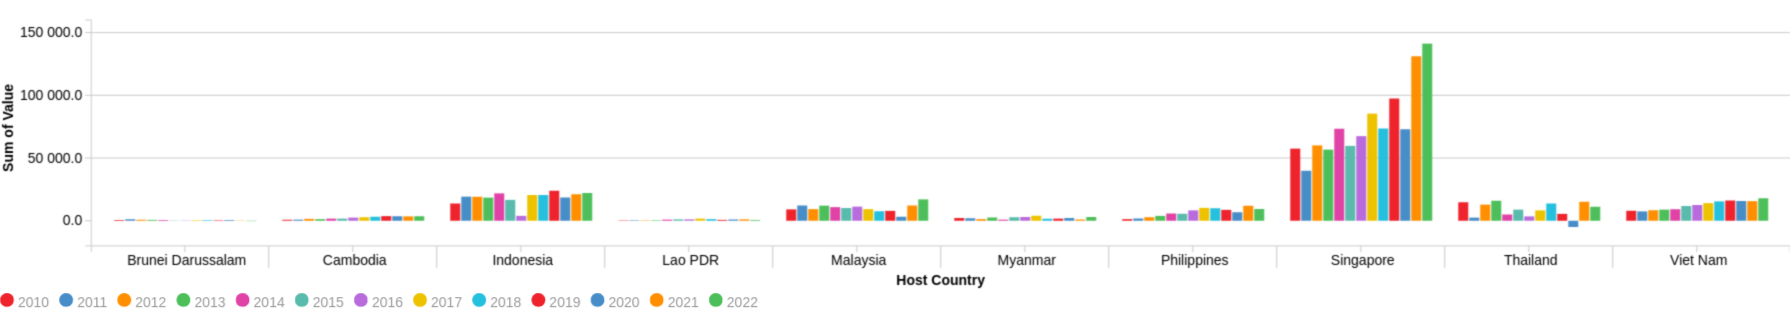 150 000.0
100 000.0
50 000.0
0.0
Sum of Value
Brunei Darussalam Cambodia Indonesia Lao PDR Malaysia Myanmar Philippines Singapore Thailand Viet Nam
Host Country
2010 2011 2012 2013 2014 2015 2016 2017 2018 2019 2020 2021 2022